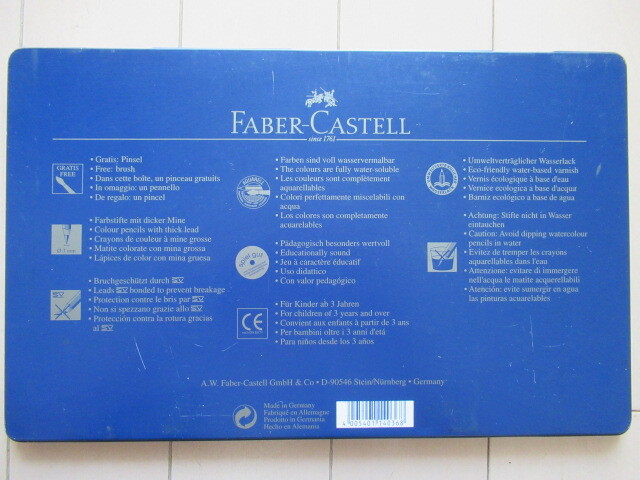 FABER-CASTELL
since 1761
GRATIS
FREE
• Gratis: Pinsel
• Free: brush.
• Dans cette boîte, un pinceau gratuits
• In omaggio: un pennello
• De regalo: un pincel
• Farbstifte mit dicker Mine
• Colour pencils with thick lead
• Crayons de couleur à mine grosse
• Matite colorate con mina grossa
• Lápices de color con mina gruesa
• Bruchgeschützt durch SV
• Leads SV bonded to prevent breakage
• Protection contre le bris par SV
• Non si spezzano grazie allo SV
• Protección contra la rotura gracias
al SV
AQUARELL
• Farben sind voll wasservermalbar
• The colours are fully water-soluble
• Les couleurs sont complètement
aquarellables
• Colori perfettamente miscelabili con
acqua
• Los colores son completamente
acuarelables
spiel gut
• Pädagogisch besonders wertvoll
• Educationally sound
• Jeu à caractère éducatif
• Uso didattico
• Con valor pedagógico
CE
• Für Kinder ab 3 Jahren
• For children of 3 years and over
• Convient aux enfants à partir de 3 ans
• Per bambini oltre i 3 anni d'età
• Para niños desde los 3 años
• Umweltverträglicher Wasserlack
• Eco-friendly water-based varnish
• Vernis écologique à base d'eau
• Vernice ecologica a base d'acqua
• Barniz ecológico a base de agua
• Achtung: Stifte nicht in Wasser
eintauchen
• Caution: Avoid dipping watercolour
pencils in water
• Evitez de tremper les crayons
aquarellables dans l'eau
• Attenzione: evitare di immergere
nell'acqua le matite acquerellabili
• Atención: evite sumergir en agua
las pinturas acuarelables
A.W. Faber-Castell GmbH & Co • D-90546 Stein/Nürnberg • Germany
Made in Germany
Fabriqué en Allemagne
Prodotto in Germania
Hecho en Alemania
4 005401 340368